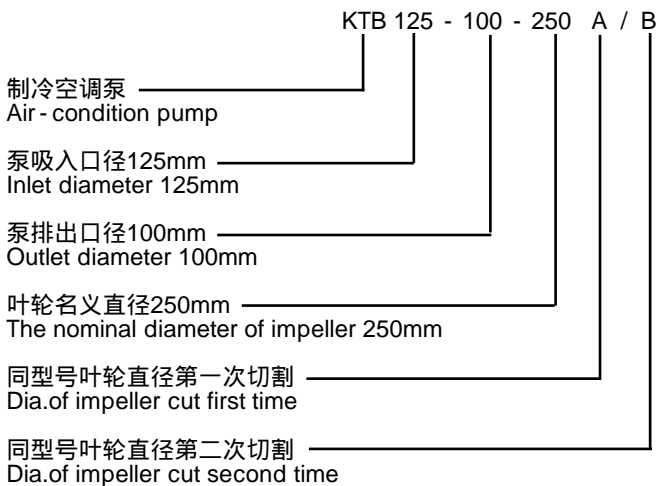 KTB 125 - 100 - 250 A / B
制冷空调泵
Air - condition pump
泵吸入口径125mm
Inlet diameter 125mm
泵排出口径100mm
Outlet diameter 100mm
叶轮名义直径250mm
The nominal diameter of impeller 250mm
同型号叶轮直径第一次切割
Dia.of impeller cut first time
同型号叶轮直径第二次切割
Dia.of impeller cut second time